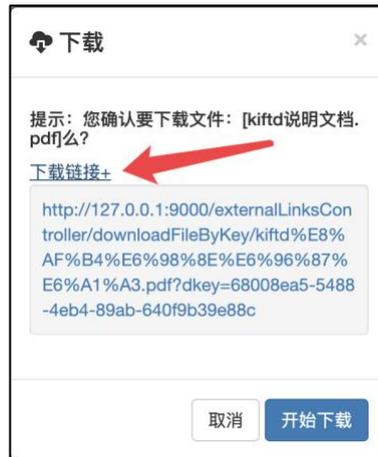 下载
×
提示：您确认要下载文件：[kiftd说明文档.
pdf]么?
下载链接+
http://127.0.0.1:9000/externalLinksCon
troller/downloadFileByKey/kiftd%E8%
AF%B4%E6%98%8E%E6%96%87%
E6%A1%A3.pdf?dkey=68008ea5-5488
-4eb4-89ab-640f9b39e88c
取消
开始下载